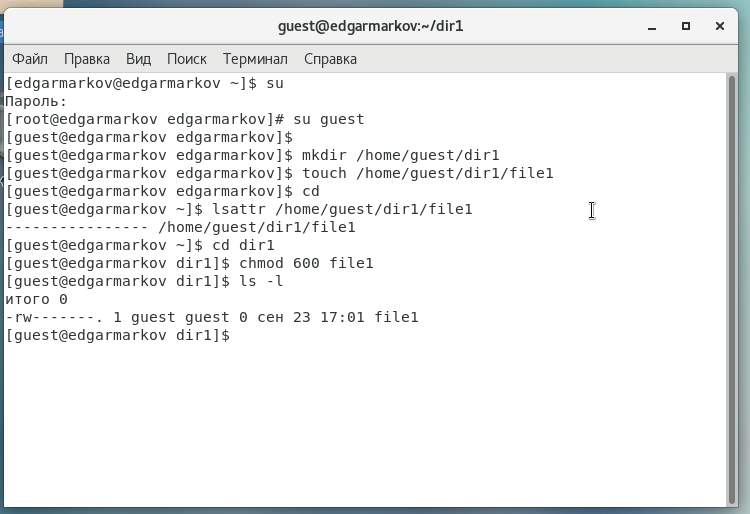 guest@edgarmarkov:~/dir1
Файл Правка Вид Поиск Терминал Справка
[edgarmarkov@edgarmarkov ~]$ su
Пароль:
[root@edgarmarkov edgarmarkov]# su guest
[guest@edgarmarkov edgarmarkov]$
[guest@edgarmarkov edgarmarkov]$ mkdir /home/guest/dir1
[guest@edgarmarkov edgarmarkov]$ touch /home/guest/dir1/file1
[guest@edgarmarkov edgarmarkov]$ cd
[guest@edgarmarkov ~]$ lsattr /home/guest/dir1/file1
---------------- /home/guest/dir1/file1
[guest@edgarmarkov ~]$ cd dir1
[guest@edgarmarkov dir1]$ chmod 600 file1
[guest@edgarmarkov dir1]$ ls -l
итого 0
-rw-------. 1 guest guest 0 сен 23 17:01 file1
[guest@edgarmarkov dir1]$